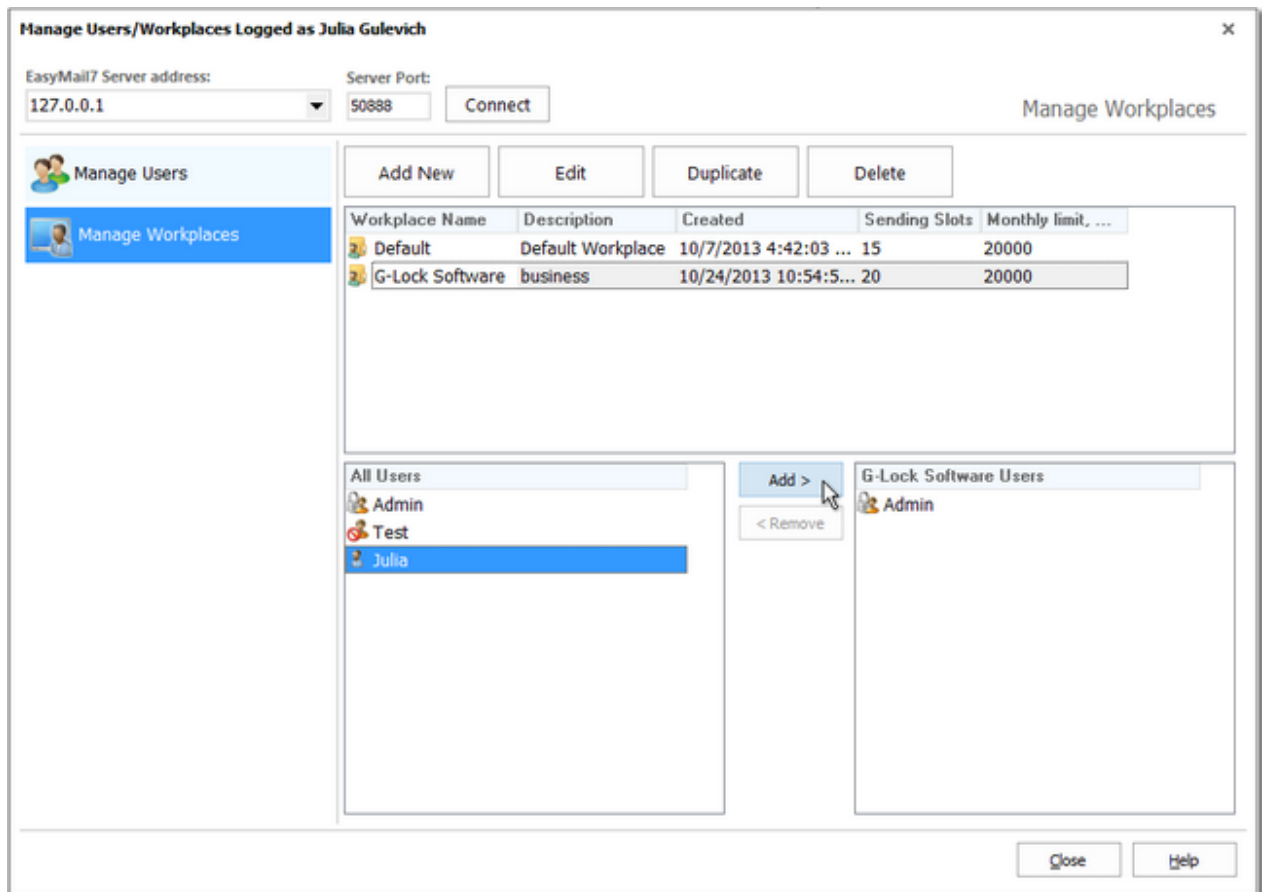 Manage Users/Workplaces Logged as Julia Gulevich
EasyMail7 Server address: Server Port:
127.0.0.1 50888 Connect
Manage Workplaces
Manage Users
Manage Workplaces
Add New Edit Duplicate Delete
Workplace Name Description Created Sending Slots Monthly limit, ...
Default Default Workplace 10/7/2013 4:42:03 ... 15 20000
G-Lock Software business 10/24/2013 10:54:5... 20 20000
All Users
Admin
Test
Julia
Add >
< Remove
G-Lock Software Users
Admin
Close Help